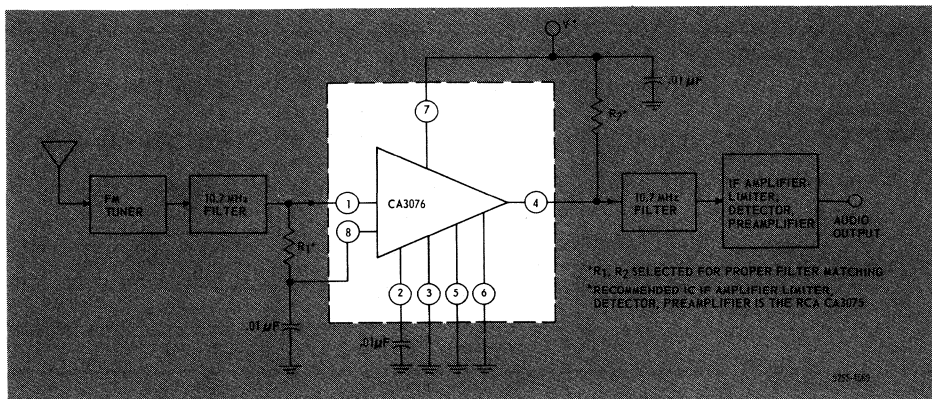 V+
.01 µF
R2*
7
FM
TUNER
10.7 MHz
FILTER
1
8
CA3076
4
10.7 MHz
FILTER
IF AMPLIFIER
LIMITER,
DETECTOR,
PREAMPLIFIER
AUDIO
OUTPUT
R1*
2
3
5
6
.01 µF
.01µF
*R1, R2 SELECTED FOR PROPER FILTER MATCHING
*RECOMMENDED IC IF AMPLIFIER LIMITER,
DETECTOR, PREAMPLIFIER IS THE RCA CA3075